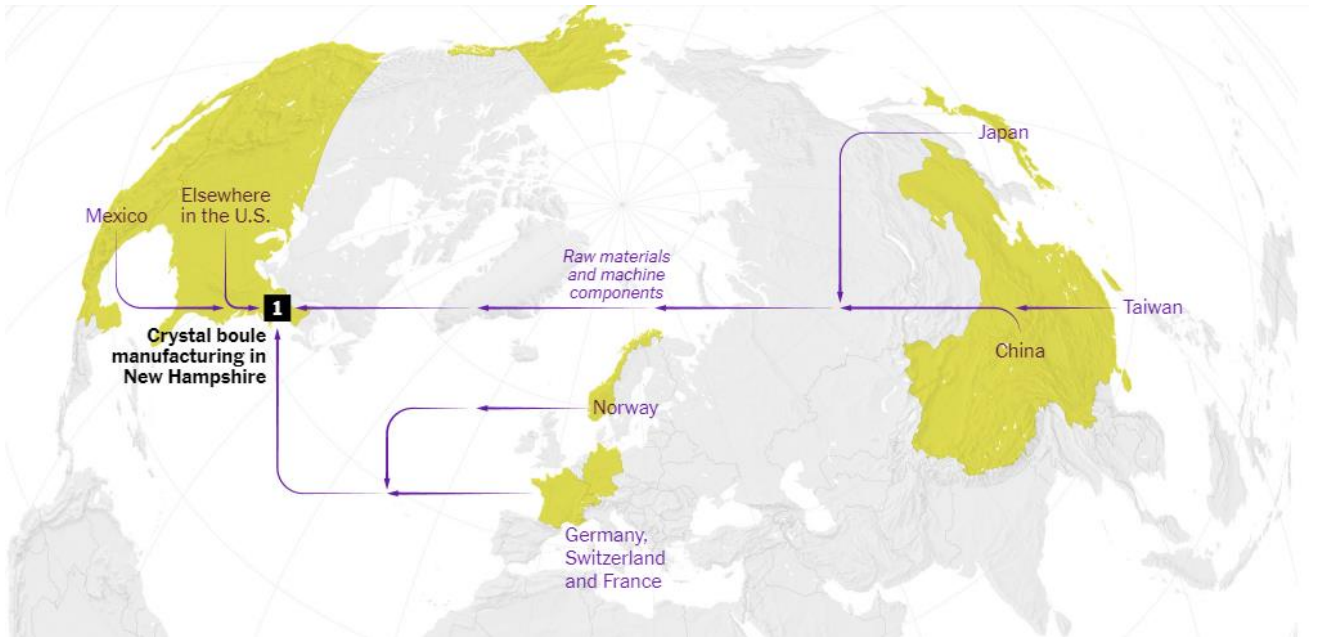 Japan
Elsewhere
in the U.S.
Mexico
Raw materials
and machine
components
1
Taiwan
Crystal boule
manufacturing in
New Hampshire
China
Norway
Germany,
Switzerland
and France